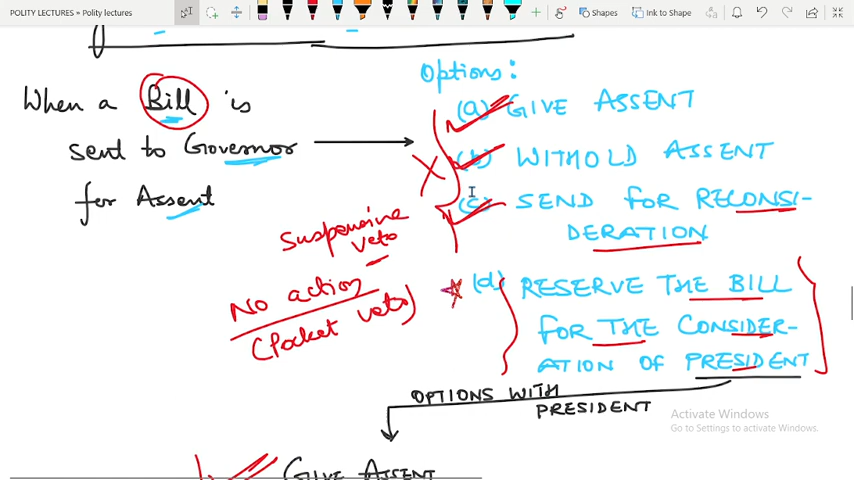 POLITY LECTURES » Polity lectures
Shapes
Ink to Shape
When a Bill is
sent to Governor
for Assent
Options:
(a) GIVE ASSENT
(b) WITHOLD ASSENT
(c) SEND FOR RECONSI-
DERATION
Suspensive
veto
No action
(Pocket veto)
(d) RESERVE THE BILL
FOR THE CONSIDER-
ATION OF PRESIDENT
OPTIONS WITH
PRESIDENT
Activate Windows
Go to Settings to activate Windows.
GIVE ASSENT